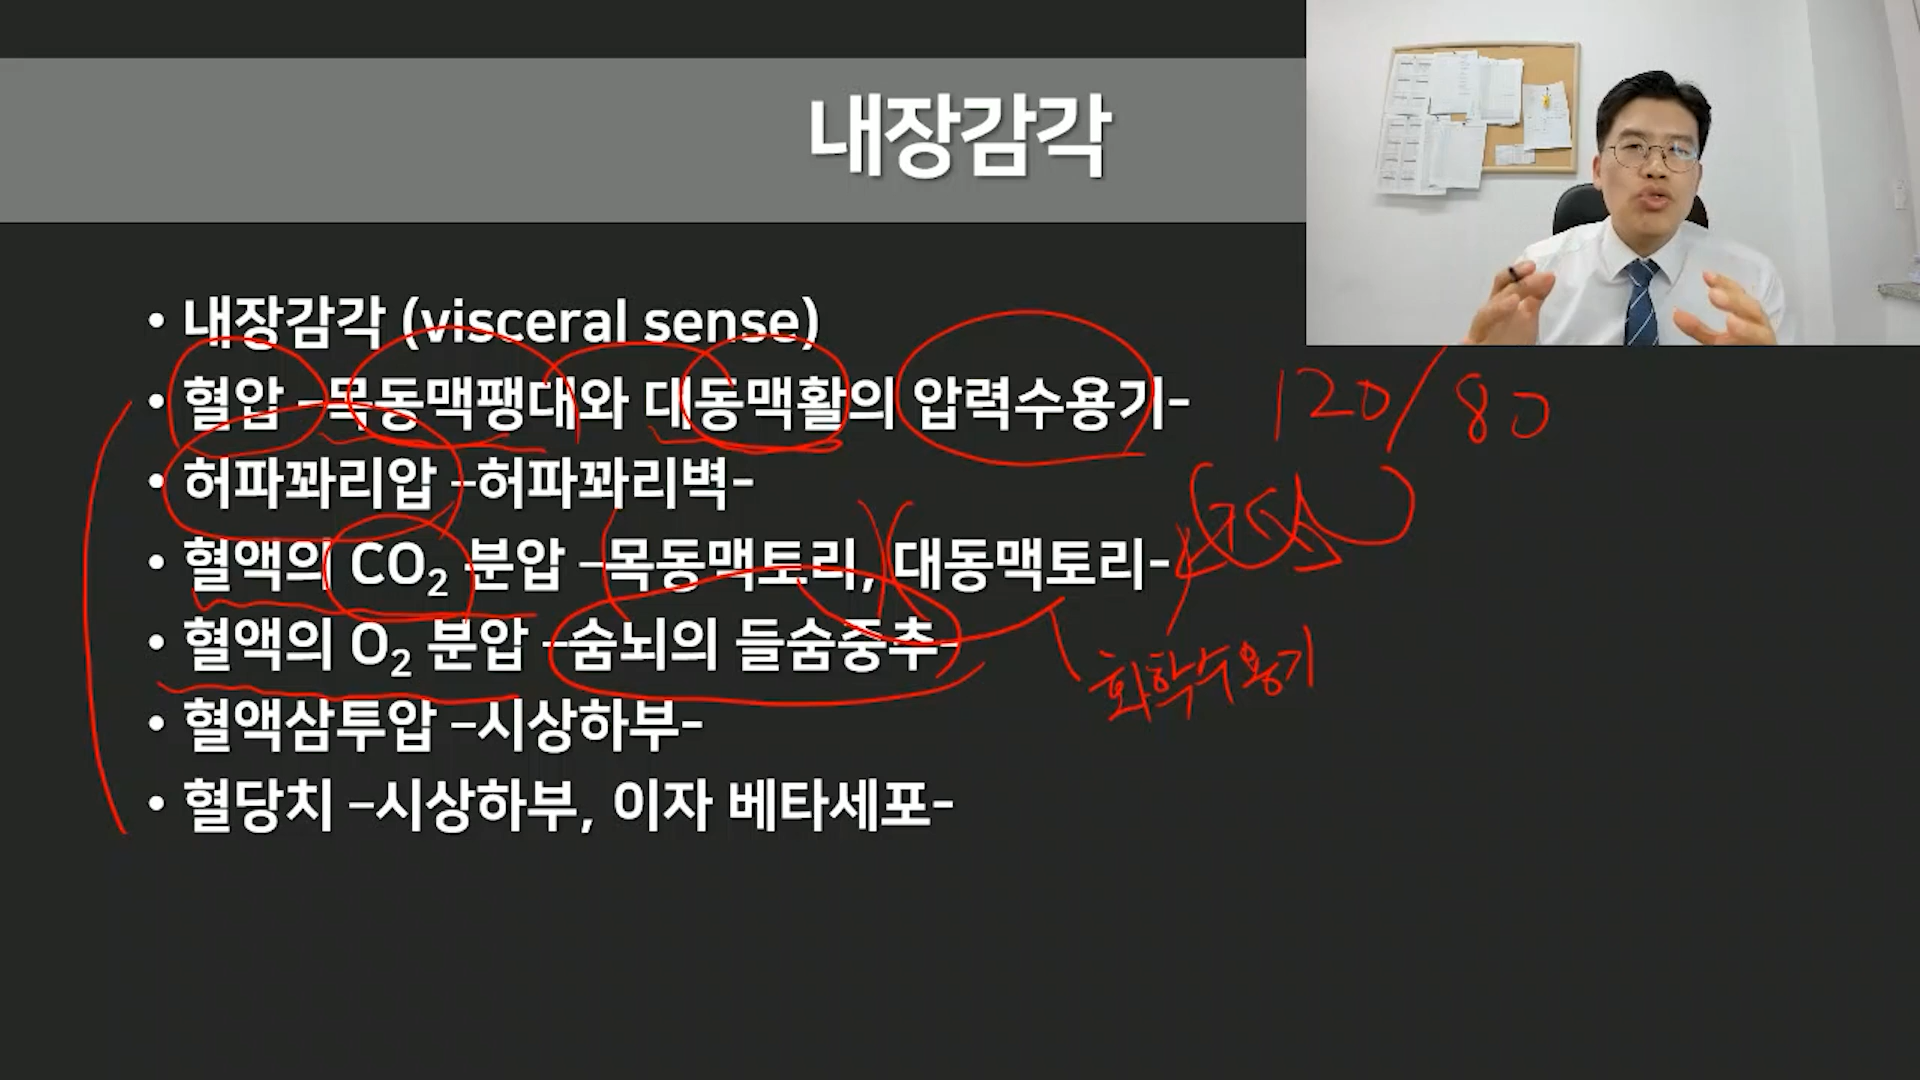 내장감각
• 내장감각 (visceral sense)
• 혈압 –목동맥팽대와 대동맥활의 압력수용기-
120/80
• 허파꽈리압 –허파꽈리벽-
• 혈액의 CO₂ 분압 –목동맥토리, 대동맥토리-
• 혈액의 O₂ 분압 –숨뇌의 들숨중추-
화학수용기
• 혈액삼투압 –시상하부-
• 혈당치 –시상하부, 이자 베타세포-